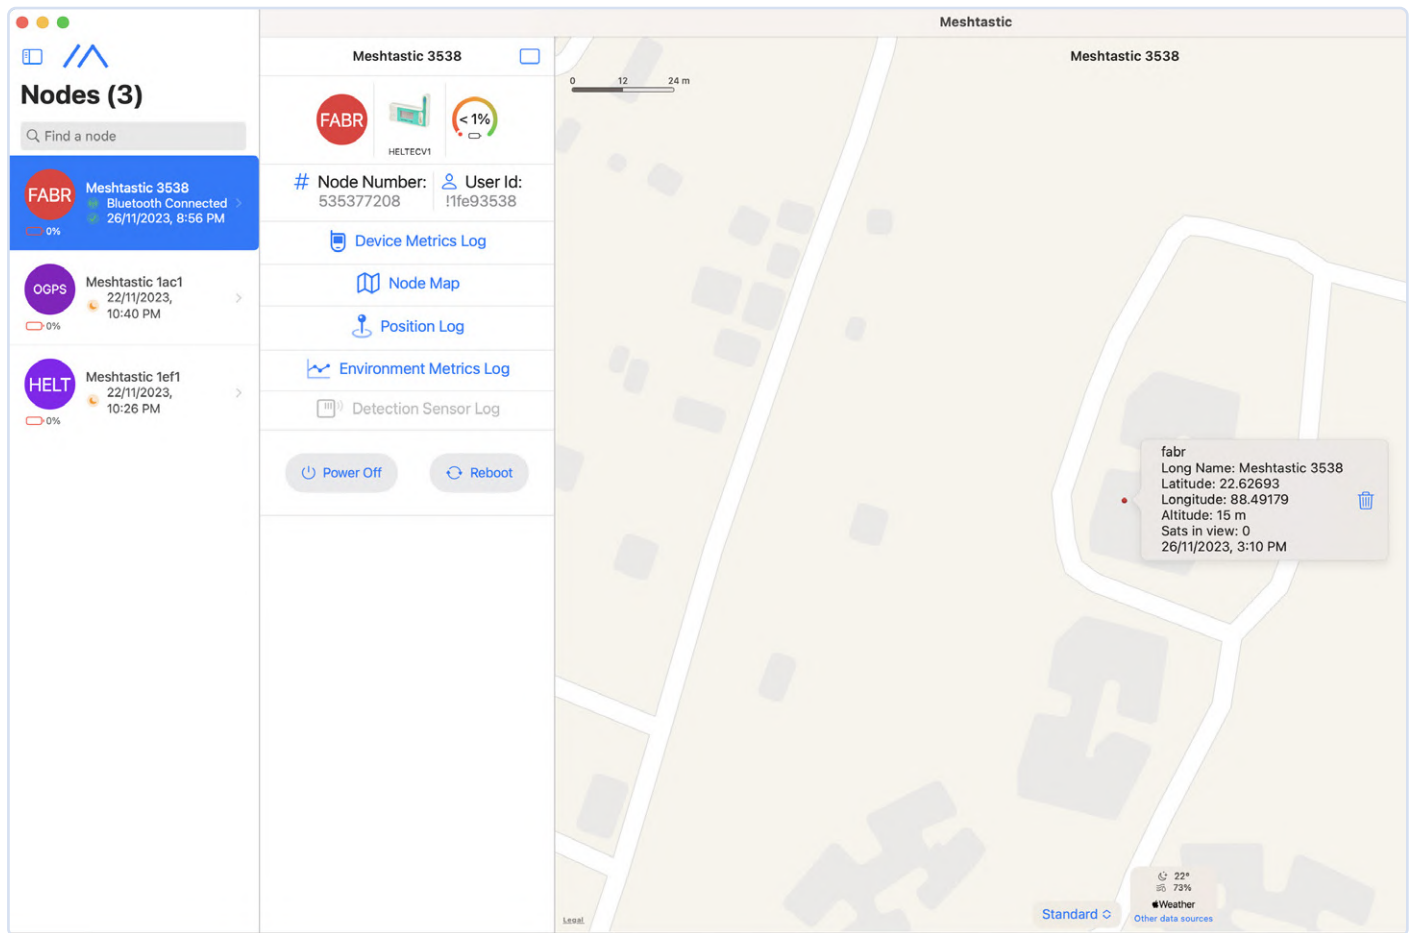 Meshtastic
Nodes (3)
Find a node
FABR
Meshtastic 3538
Bluetooth Connected
26/11/2023, 8:56 PM
0%
OGPS
Meshtastic 1ac1
22/11/2023,
10:40 PM
0%
HELT
Meshtastic 1ef1
22/11/2023,
10:26 PM
0%
Meshtastic 3538
FABR
HELTECV1
< 1%
Node Number:
535377208
User Id:
!1fe93538
Device Metrics Log
Node Map
Position Log
Environment Metrics Log
Detection Sensor Log
Power Off
Reboot
Meshtastic 3538
0 12 24 m
fabr
Long Name: Meshtastic 3538
Latitude: 22.62693
Longitude: 88.49179
Altitude: 15 m
Sats in view: 0
26/11/2023, 3:10 PM
22°
73%
Weather
Other data sources
Standard
Legal